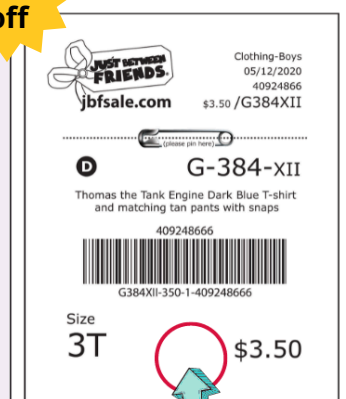 off
JUST BETWEEN
FRIENDS.
jbfsale.com
Clothing-Boys
05/12/2020
40924866
$3.50 /G384XII
(please pin here)
D
G-384-XII
Thomas the Tank Engine Dark Blue T-shirt
and matching tan pants with snaps
409248666
G384XII-350-1-409248666
Size
3T
$3.50